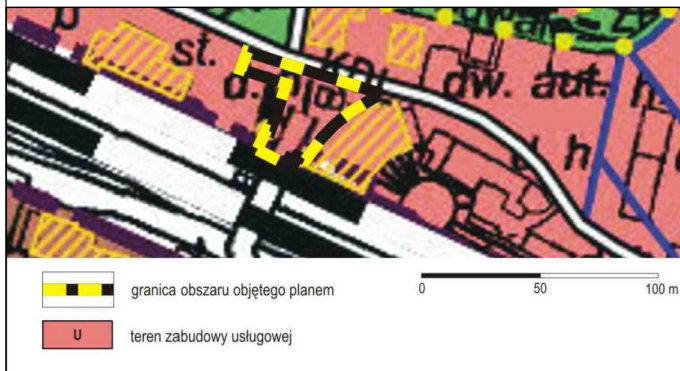 st.
dw. aut.
h
granica obszaru objętego planem
0 50 100 m
U teren zabudowy usługowej